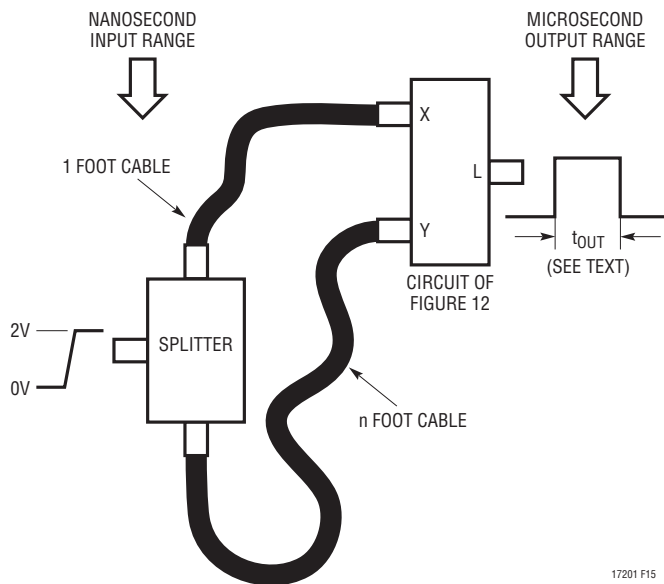 NANOSECOND
INPUT RANGE
MICROSECOND
OUTPUT RANGE
X
1 FOOT CABLE
L
Y
tOUT
(SEE TEXT)
CIRCUIT OF
FIGURE 12
2V
SPLITTER
0V
n FOOT CABLE
17201 F15